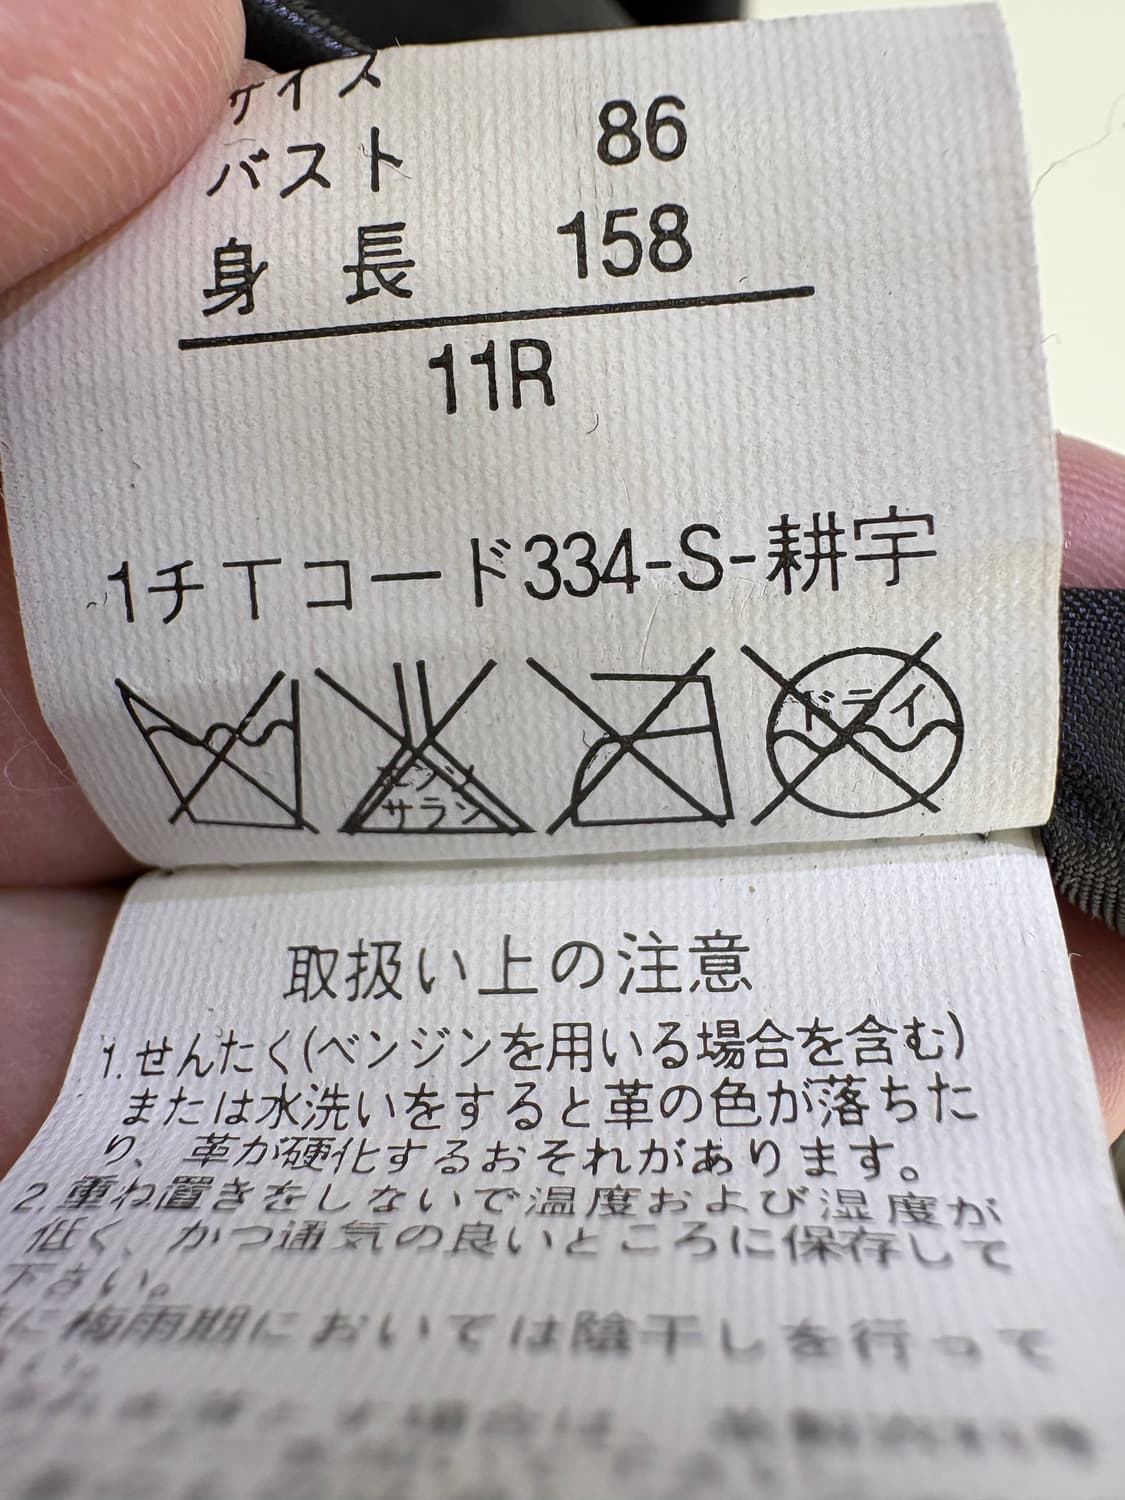 サイズ
バスト 86
身長 158
11R
1チTコード334-S-耕宇
エンソ
サラシ
ドライ
取扱い上の注意
1.せんたく(ベンジンを用いる場合を含む)
または水洗いをすると革の色が落ちた
り、革が硬化するおそれがあります。
2.重ね置きをしないで温度および湿度が
低く、かつ通気の良いところに保存して
下さい。
に梅雨期においては陰干しを行って